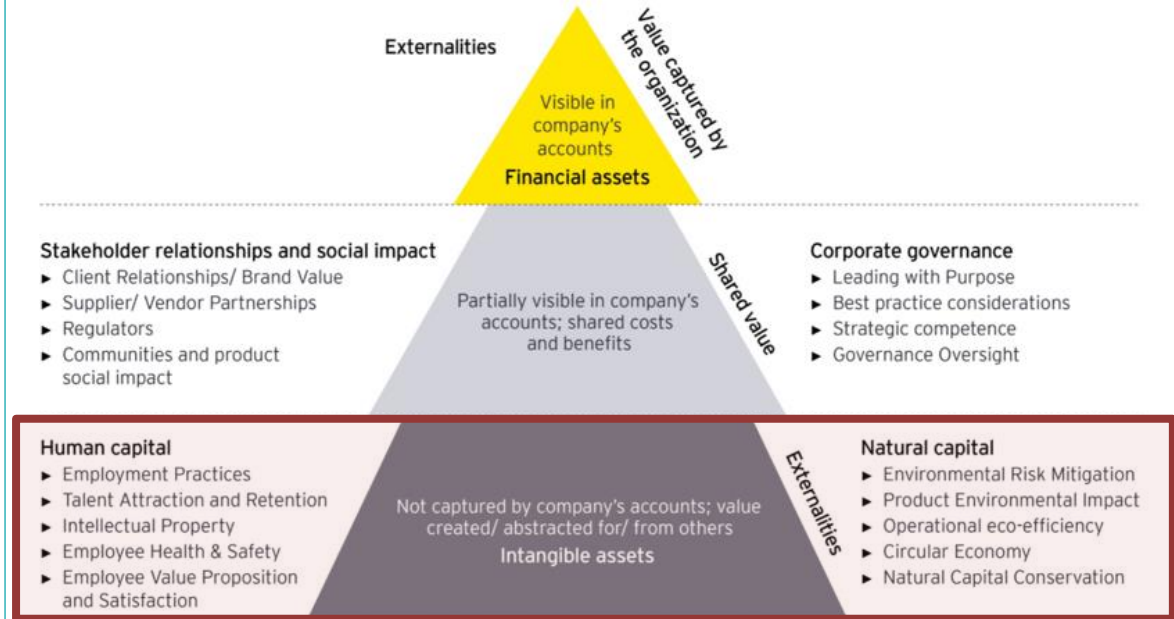 Externalities
Value captured by
the organization
Visible in
company's
accounts
Financial assets
Stakeholder relationships and social impact
► Client Relationships/ Brand Value
► Supplier/ Vendor Partnerships
► Regulators
► Communities and product
social impact
Partially visible in company's
accounts; shared costs
and benefits
Shared value
Corporate governance
► Leading with Purpose
► Best practice considerations
► Strategic competence
► Governance Oversight
Human capital
► Employment Practices
► Talent Attraction and Retention
► Intellectual Property
► Employee Health & Safety
► Employee Value Proposition
and Satisfaction
Not captured by company's accounts; value
created/ abstracted for/ from others
Intangible assets
Externalities
Natural capital
► Environmental Risk Mitigation
► Product Environmental Impact
► Operational eco-efficiency
► Circular Economy
► Natural Capital Conservation